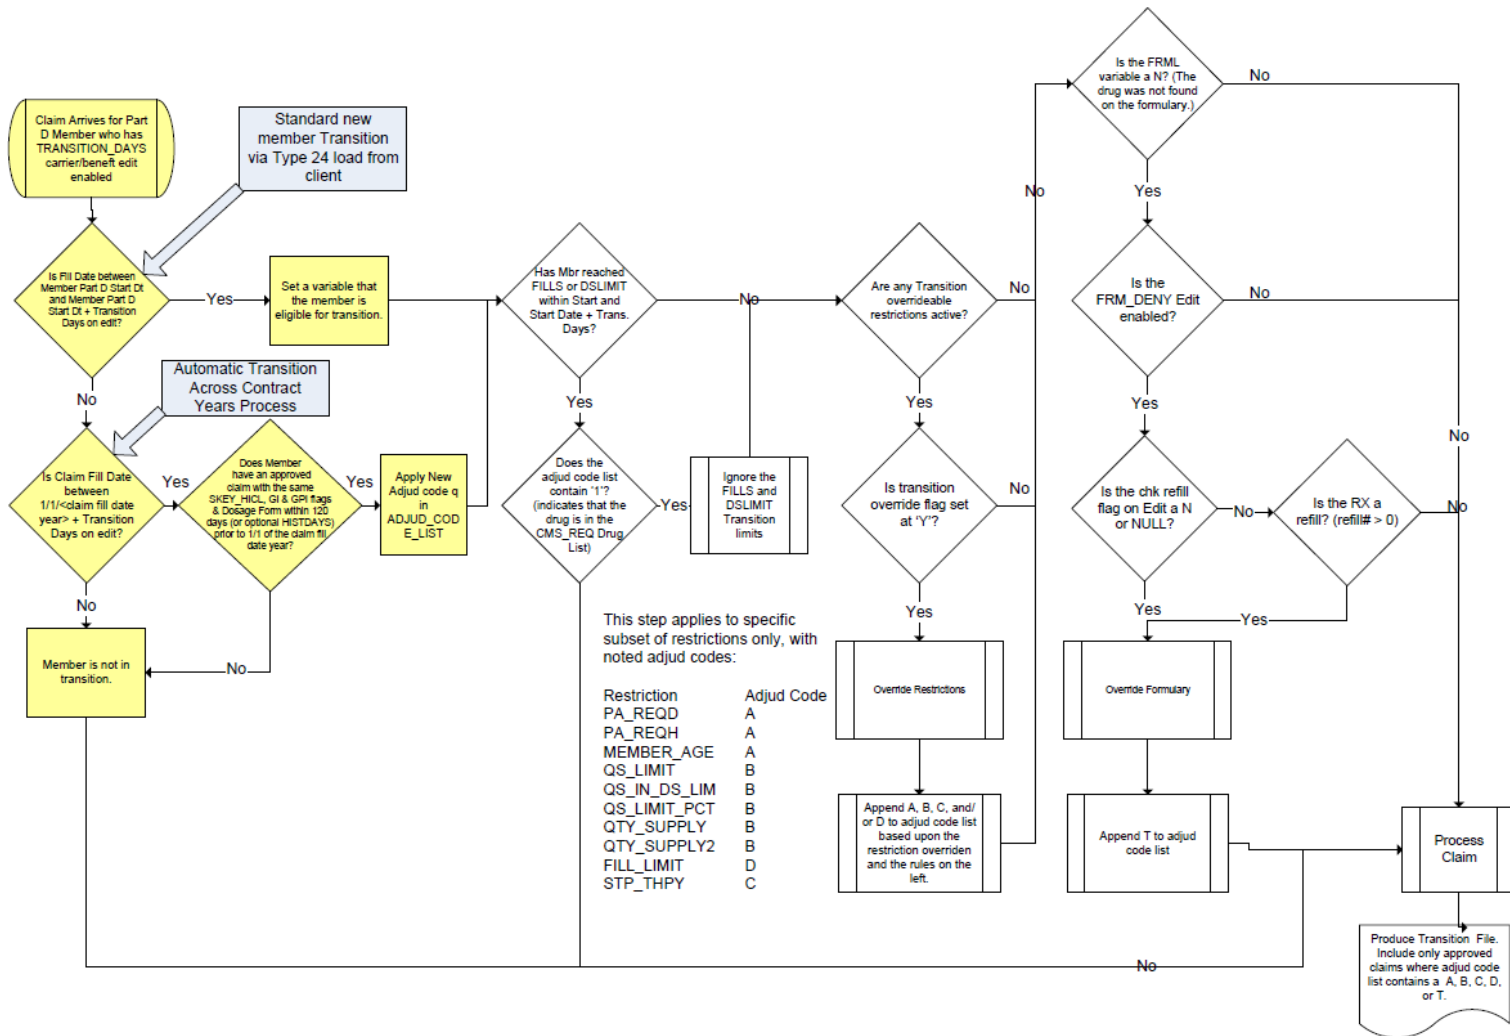 Claim Arrives for Part
D Member who has
TRANSITION_DAYS
carrier/beneft edit
enabled
Standard new
member Transition
via Type 24 load from
client
Is Fill Date between
Member Part D Start Dt
and Member Part D
Start Dt + Transition
Days on edit?
Yes
Set a variable that
the member is
eligible for transition.
No
Automatic Transition
Across Contract
Years Process
Is Claim Fill Date
between
1/1/<claim fill date
year> + Transition
Days on edit?
Yes
Does Member
have an approved
claim with the same
SKEY_HICL, GI & GPI flags
& Dosage Form within 120
days (or optional HISTDAYS)
prior to 1/1 of the claim fill
date year?
Yes
Apply New
Adjud code q
in
ADJUD_COD
E_LIST
No
Member is not in
transition.
No
Has Mbr reached
FILLS or DSLIMIT
within Start and
Start Date + Trans.
Days?
No
Yes
Does the
adjud code list
contain '1'?
(indicates that the
drug is in the
CMS_REQ Drug
List)
Yes
Ignore the
FILLS and
DSLIMIT
Transition
limits
No
Are any Transition
overrideable
restrictions active?
No
Yes
Is transition
override flag set
at 'Y'?
No
Yes
Override Restrictions
Append A, B, C, and/
or D to adjud code list
based upon the
restriction overriden
and the rules on the
left.
No
This step applies to specific
subset of restrictions only, with
noted adjud codes:
Restriction Adjud Code
PA_REQD A
PA_REQH A
MEMBER_AGE A
QS_LIMIT B
QS_IN_DS_LIM B
QS_LIMIT_PCT B
QTY_SUPPLY B
QTY_SUPPLY2 B
FILL_LIMIT D
STP_THPY C
Is the FRML
variable a N? (The
drug was not found
on the formulary.)
No
Yes
Is the
FRM_DENY Edit
enabled?
No
Yes
Is the chk refill
flag on Edit a N
or NULL?
No
Is the RX a
refill? (refill# > 0)
No
No
Yes
Yes
Override Formulary
Append T to adjud
code list
Process
Claim
Produce Transition File.
Include only approved
claims where adjud code
list contains a A, B, C, D,
or T.